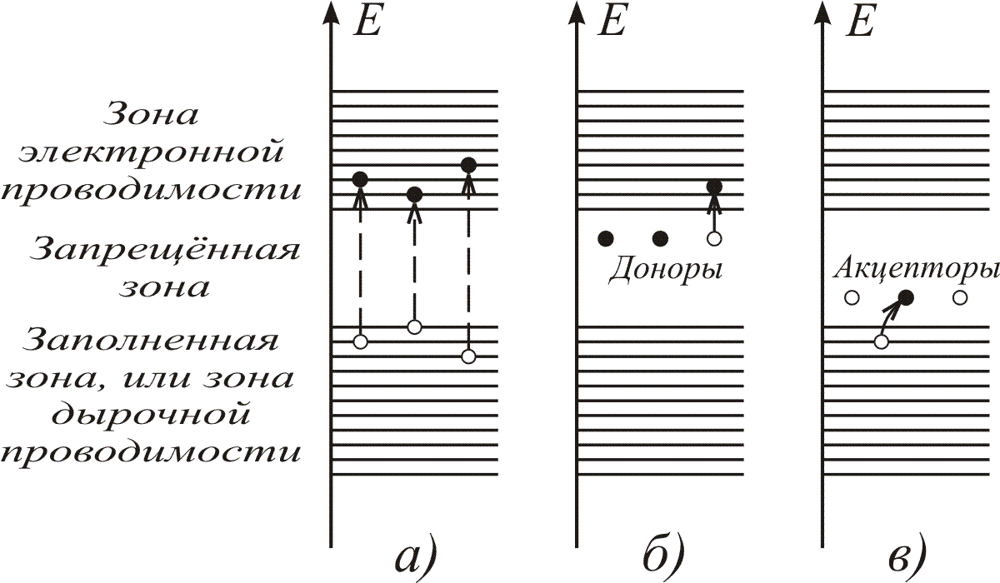 E
E
E
Зона
электронной
проводимости
Запрещённая
зона
Доноры
Акцепторы
Заполненная
зона, или зона
дырочной
проводимости
а)
б)
в)